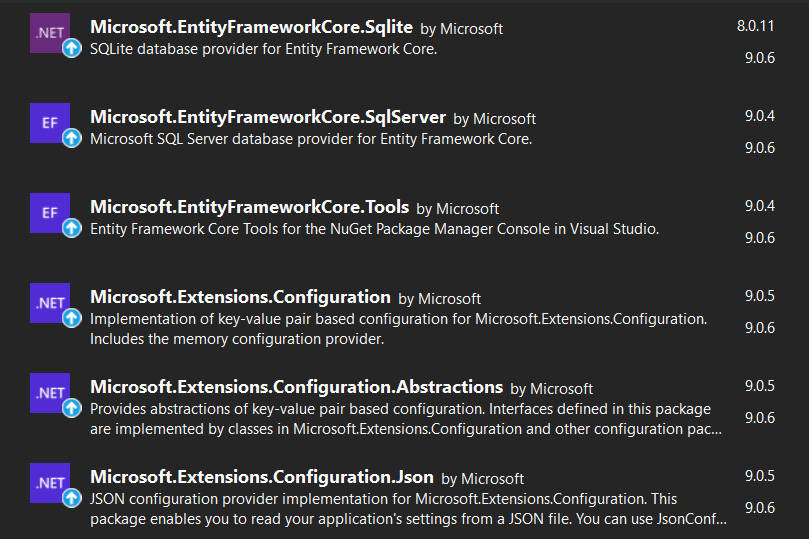 .NET
Microsoft.EntityFrameworkCore.Sqlite by Microsoft 8.0.11
SQLite database provider for Entity Framework Core.
9.0.6
EF
Microsoft.EntityFrameworkCore.SqlServer by Microsoft 9.0.4
Microsoft SQL Server database provider for Entity Framework Core.
9.0.6
EF
Microsoft.EntityFrameworkCore.Tools by Microsoft 9.0.4
Entity Framework Core Tools for the NuGet Package Manager Console in Visual Studio.
9.0.6
.NET
Microsoft.Extensions.Configuration by Microsoft 9.0.5
Implementation of key-value pair based configuration for Microsoft.Extensions.Configuration.
9.0.6
Includes the memory configuration provider.
.NET
Microsoft.Extensions.Configuration.Abstractions by Microsoft 9.0.5
Provides abstractions of key-value pair based configuration. Interfaces defined in this package
9.0.6
are implemented by classes in Microsoft.Extensions.Configuration and other configuration pac...
.NET
Microsoft.Extensions.Configuration.Json by Microsoft 9.0.5
JSON configuration provider implementation for Microsoft.Extensions.Configuration. This
9.0.6
package enables you to read your application's settings from a JSON file. You can use JsonConf...